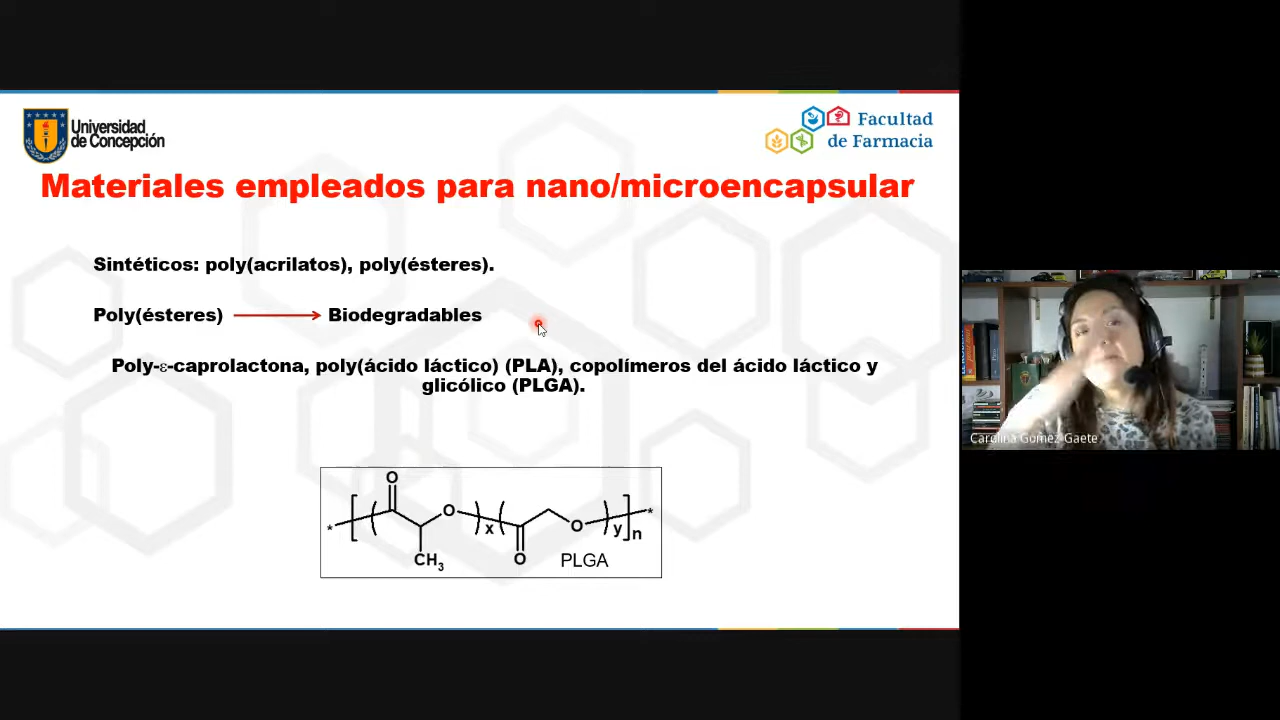 Universidad
de Concepción
Facultad
de Farmacia
Materiales empleados para nano/microencapsular
Sintéticos: poly(acrilatos), poly(ésteres).
Poly(ésteres) Biodegradables
Poly-ε-caprolactona, poly(ácido láctico) (PLA), copolímeros del ácido láctico y
glicólico (PLGA).
O
O
* [ ( ) x ( O ) y ] n *
CH3 O PLGA
Carolina Gómez Gaete